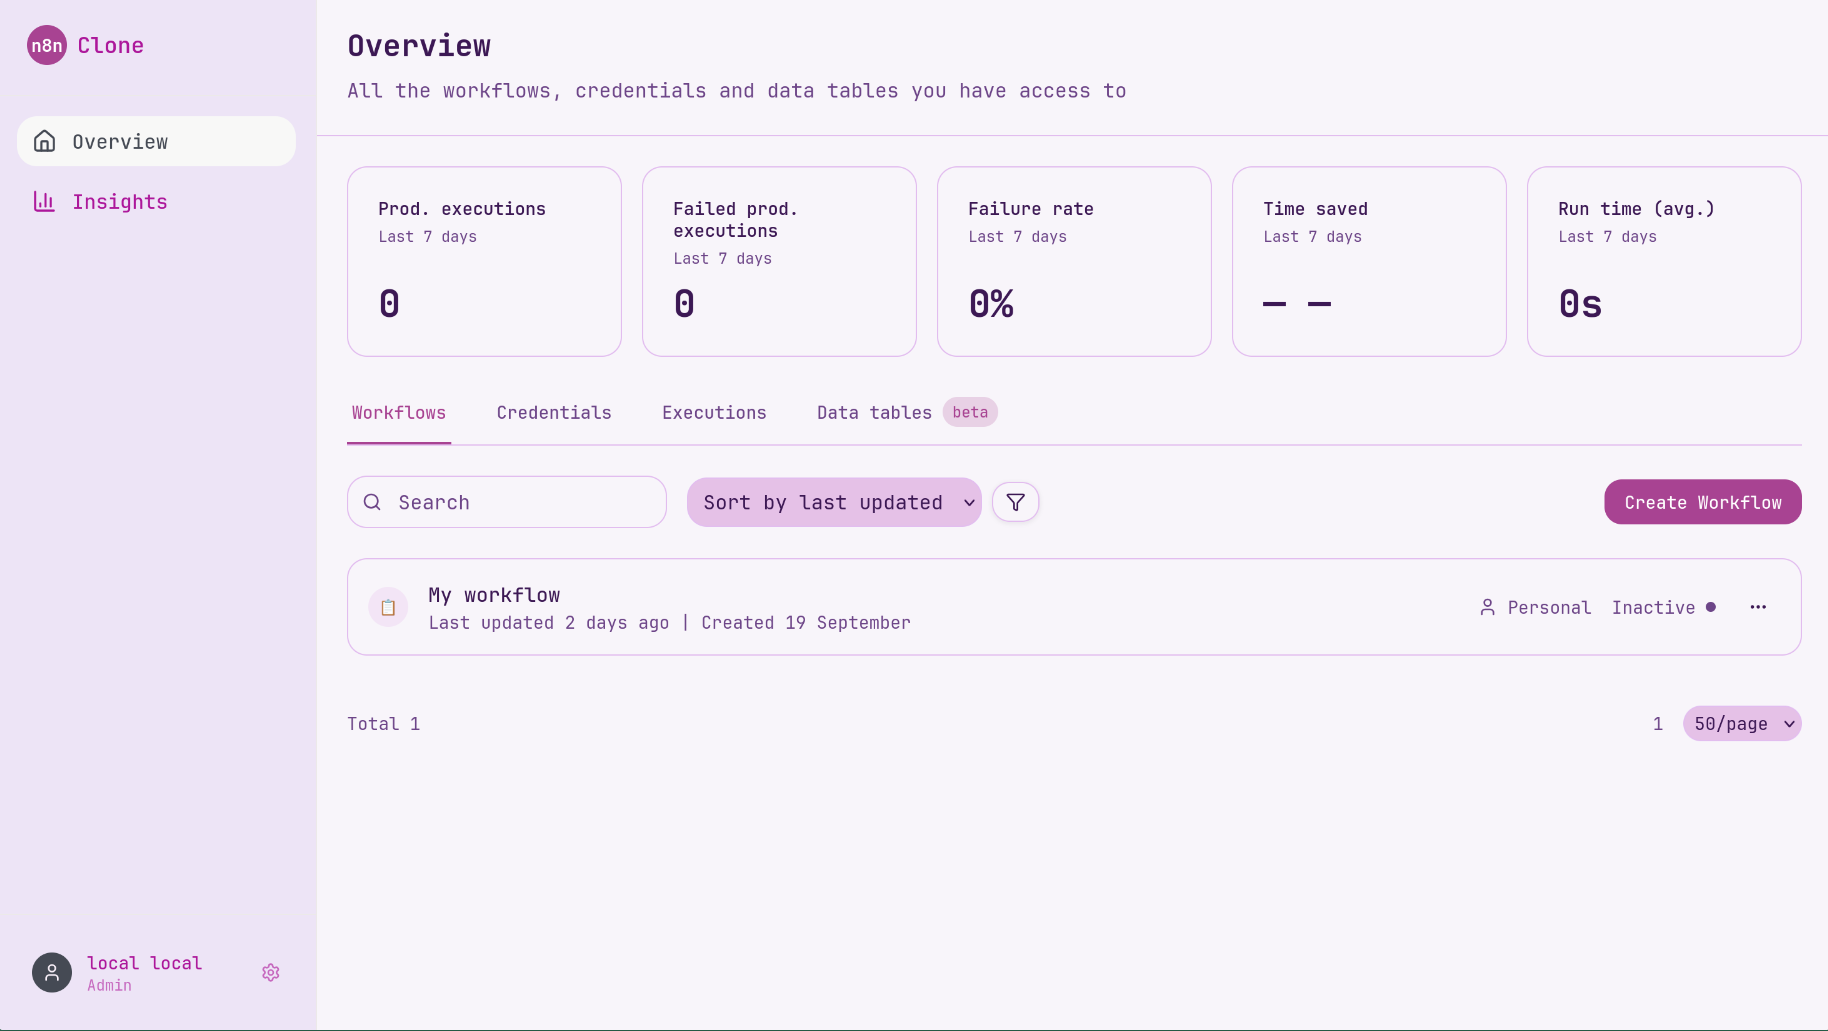 n8n Clone
Overview
Insights
local local
Admin
Overview
All the workflows, credentials and data tables you have access to
Prod. executions
Last 7 days
0
Failed prod.
executions
Last 7 days
0
Failure rate
Last 7 days
0%
Time saved
Last 7 days
— —
Run time (avg.)
Last 7 days
0s
Workflows Credentials Executions Data tables beta
Search Sort by last updated Create Workflow
My workflow
Last updated 2 days ago | Created 19 September
Personal Inactive
Total 1
1 50/page